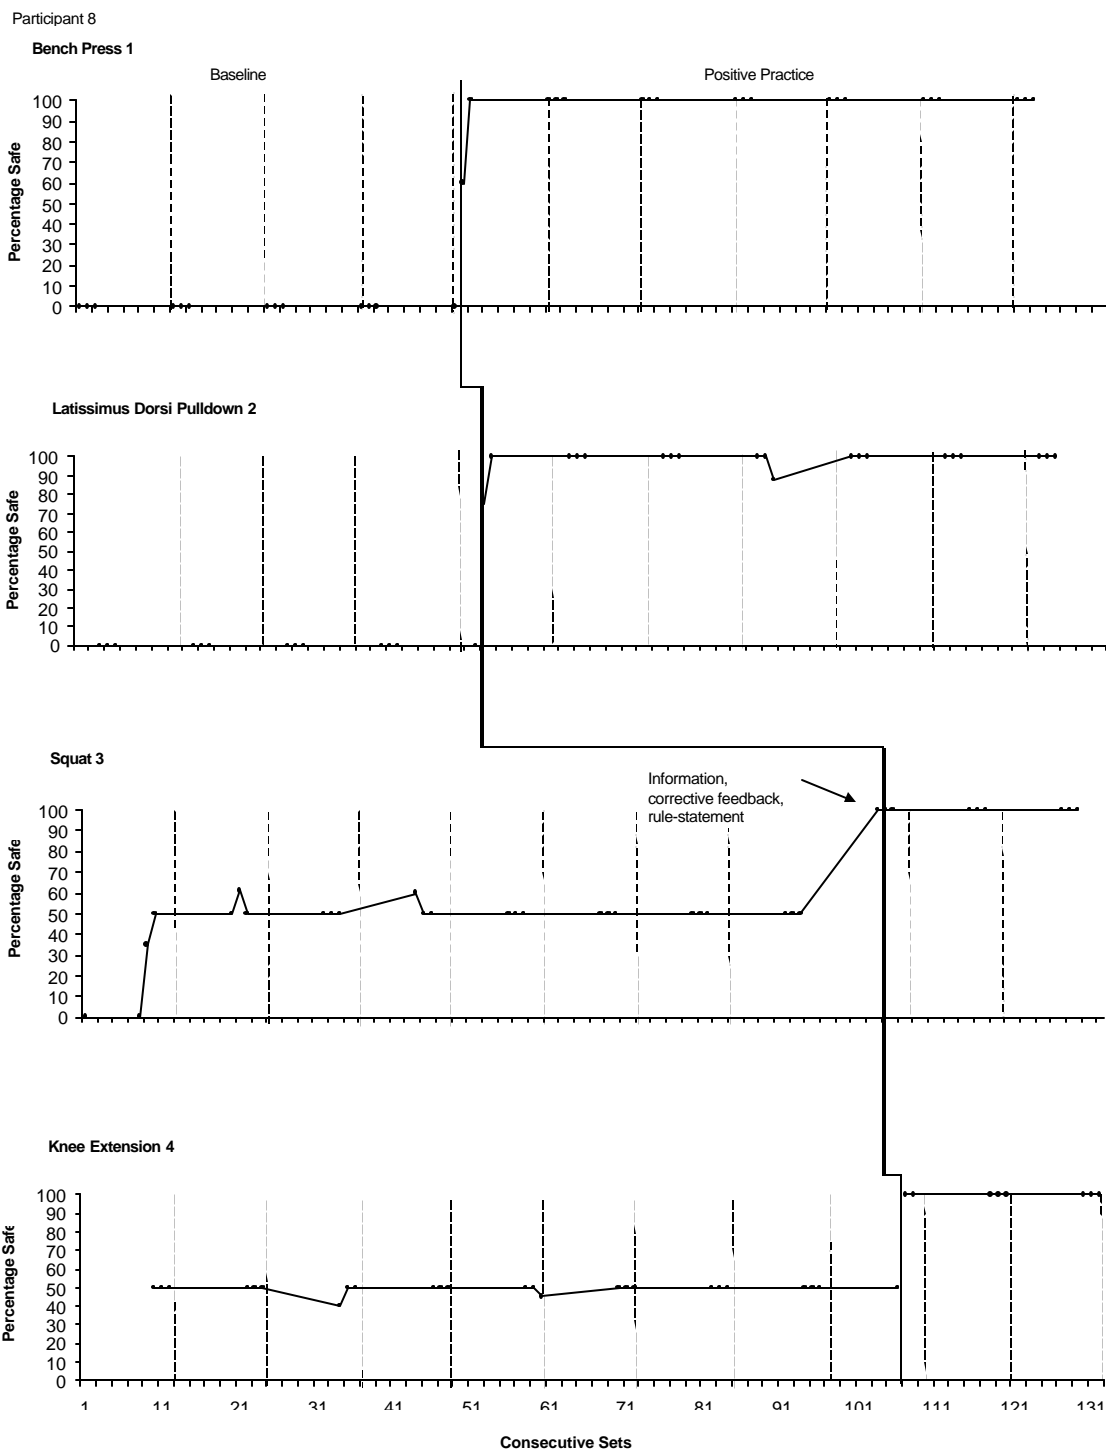 Participant 8
Bench Press 1
Baseline
Positive Practice
Percentage Safe
100
90
80
70
60
50
40
30
20
10
0
Latissimus Dorsi Pulldown 2
Percentage Safe
100
90
80
70
60
50
40
30
20
10
0
Squat 3
Information,
corrective feedback,
rule-statement
Percentage Safe
100
90
80
70
60
50
40
30
20
10
0
Knee Extension 4
Percentage Safe
100
90
80
70
60
50
40
30
20
10
0
1 11 21 31 41 51 61 71 81 91 101 111 121 131
Consecutive Sets